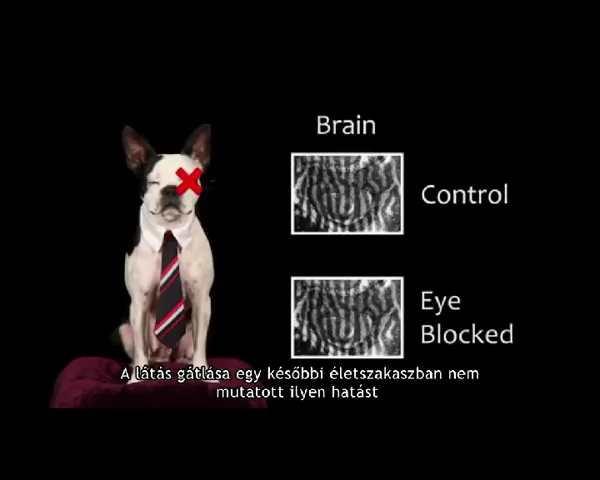 Brain
Control
Eye
Blocked
A látás gátlása egy későbbi életszakaszban nem
mutatott ilyen hatást